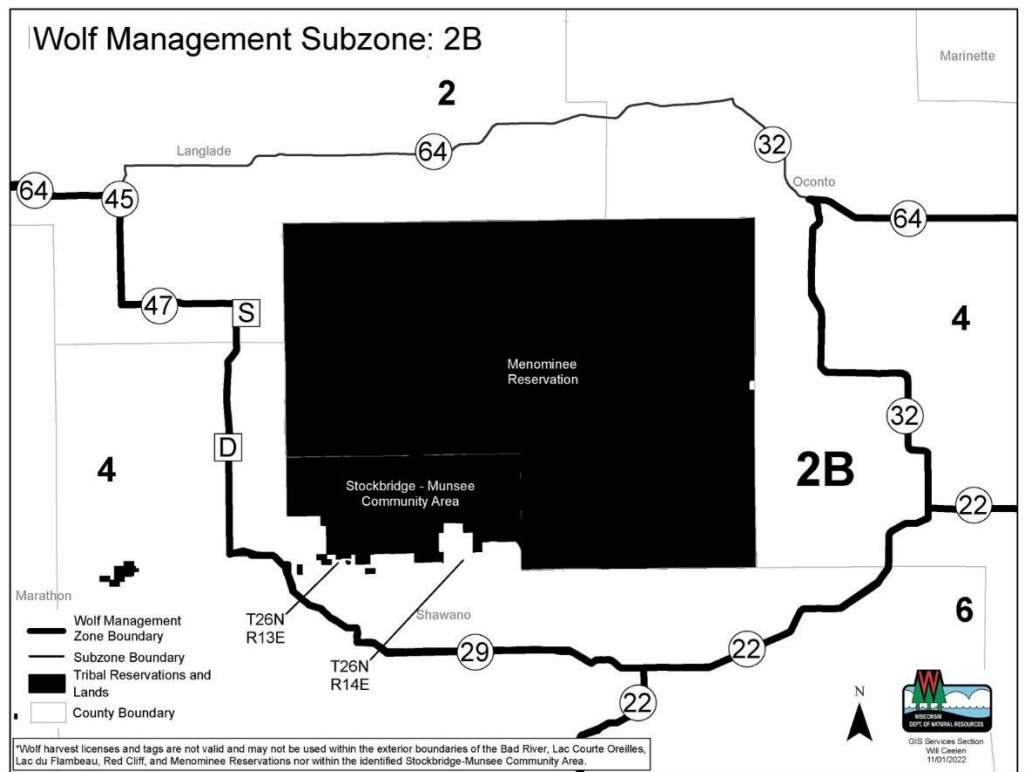 Wolf Management Subzone: 2B
Marinette
2
Langlade
64
32
64
45
Oconto
64
47
S
4
Menominee
Reservation
32
D
4
2B
Stockbridge - Munsee
Community Area
22
Marathon
T26N
R13E
Shawano
6
Wolf Management
Zone Boundary
Subzone Boundary
Tribal Reservations and
Lands
County Boundary
T26N
R14E
29
22
22
N
W
WISCONSIN
DEPT. OF NATURAL RESOURCES
GIS Services Section
Will Ceelen
11/01/2022
*Wolf harvest licenses and tags are not valid and may not be used within the exterior boundaries of the Bad River, Lac Courte Oreilles,
Lac du Flambeau, Red Cliff, and Menominee Reservations nor within the identified Stockbridge-Munsee Community Area.